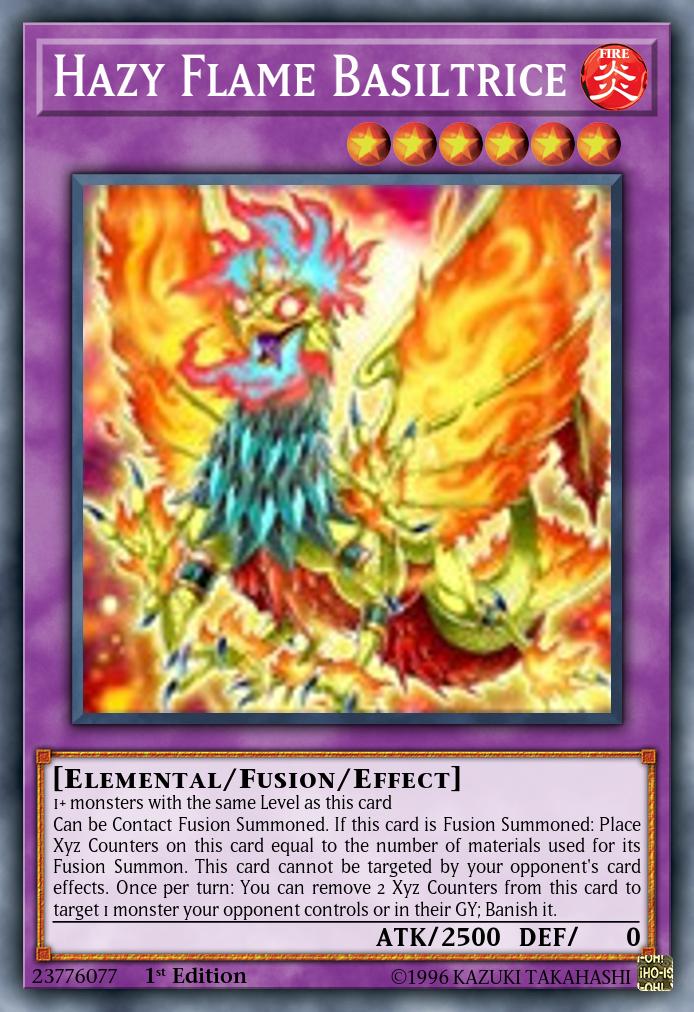 Hazy Flame Basiltrice
FIRE
炎
[Elemental/Fusion/Effect]
1+ monsters with the same Level as this card
Can be Contact Fusion Summoned. If this card is Fusion Summoned: Place
Xyz Counters on this card equal to the number of materials used for its
Fusion Summon. This card cannot be targeted by your opponent's card
effects. Once per turn: You can remove 2 Xyz Counters from this card to
target 1 monster your opponent controls or in their GY; Banish it.
ATK/2500 DEF/ 0
23776077 1st Edition ©1996 KAZUKI TAKAHASHI